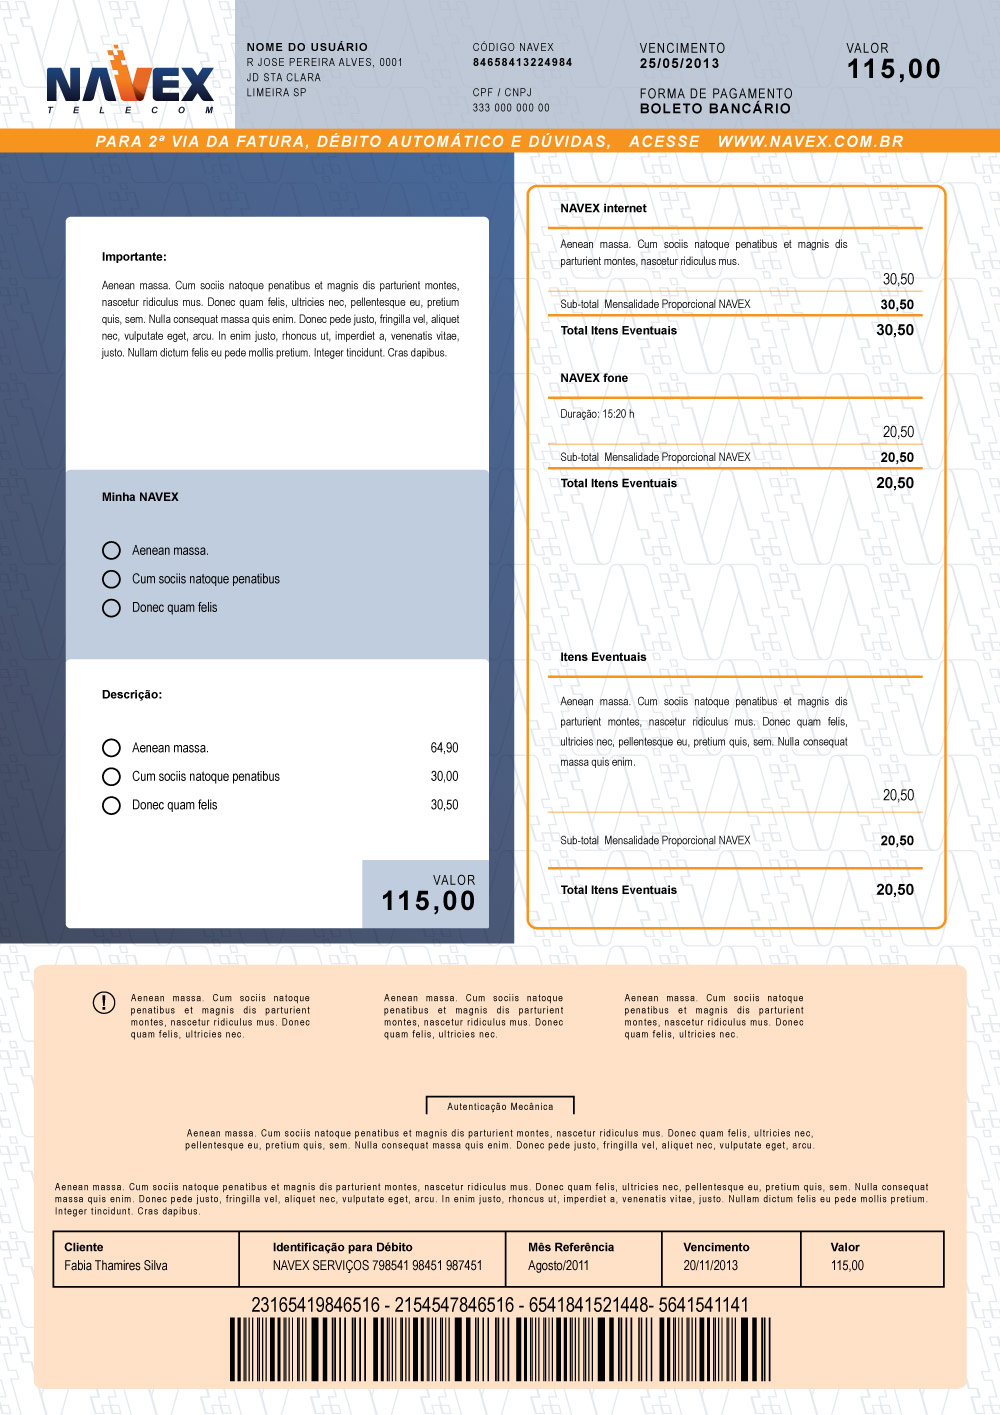 NAVEX
TELECOM
NOME DO USUÁRIO
R JOSE PEREIRA ALVES, 0001
JD STA CLARA
LIMEIRA SP
CÓDIGO NAVEX
84658413224984
CPF / CNPJ
333 000 000 00
VENCIMENTO
25/05/2013
FORMA DE PAGAMENTO
BOLETO BANCÁRIO
VALOR
115,00
PARA 2ª VIA DA FATURA, DÉBITO AUTOMÁTICO E DÚVIDAS, ACESSE WWW.NAVEX.COM.BR
Importante:
Aenean massa. Cum sociis natoque penatibus et magnis dis parturient montes,
nascetur ridiculus mus. Donec quam felis, ultricies nec, pellentesque eu, pretium
quis, sem. Nulla consequat massa quis enim. Donec pede justo, fringilla vel, aliquet
nec, vulputate eget, arcu. In enim justo, rhoncus ut, imperdiet a, venenatis vitae,
justo. Nullam dictum felis eu pede mollis pretium. Integer tincidunt. Cras dapibus.
Minha NAVEX
Aenean massa.
Cum sociis natoque penatibus
Donec quam felis
Descrição:
Aenean massa. 64,90
Cum sociis natoque penatibus 30,00
Donec quam felis 30,50
VALOR
115,00
NAVEX internet
Aenean massa. Cum sociis natoque penatibus et magnis dis
parturient montes, nascetur ridiculus mus.
30,50
Sub-total Mensalidade Proporcional NAVEX 30,50
Total Itens Eventuais 30,50
NAVEX fone
Duração: 15:20 h
20,50
Sub-total Mensalidade Proporcional NAVEX 20,50
Total Itens Eventuais 20,50
Itens Eventuais
Aenean massa. Cum sociis natoque penatibus et magnis dis
parturient montes, nascetur ridiculus mus. Donec quam felis,
ultricies nec, pellentesque eu, pretium quis, sem. Nulla consequat
massa quis enim.
20,50
Sub-total Mensalidade Proporcional NAVEX 20,50
Total Itens Eventuais 20,50
!
Aenean massa. Cum sociis natoque
penatibus et magnis dis parturient
montes, nascetur ridiculus mus. Donec
quam felis, ultricies nec.
Aenean massa. Cum sociis natoque
penatibus et magnis dis parturient
montes, nascetur ridiculus mus. Donec
quam felis, ultricies nec.
Aenean massa. Cum sociis natoque
penatibus et magnis dis parturient
montes, nascetur ridiculus mus. Donec
quam felis, ultricies nec.
Autenticação Mecânica
Aenean massa. Cum sociis natoque penatibus et magnis dis parturient montes, nascetur ridiculus mus. Donec quam felis, ultricies nec,
pellentesque eu, pretium quis, sem. Nulla consequat massa quis enim. Donec pede justo, fringilla vel, aliquet nec, vulputate eget, arcu.
Aenean massa. Cum sociis natoque penatibus et magnis dis parturient montes, nascetur ridiculus mus. Donec quam felis, ultricies nec, pellentesque eu, pretium quis, sem. Nulla consequat
massa quis enim. Donec pede justo, fringilla vel, aliquet nec, vulputate eget, arcu. In enim justo, rhoncus ut, imperdiet a, venenatis vitae, justo. Nullam dictum felis eu pede mollis pretium.
Integer tincidunt. Cras dapibus.
Cliente Identificação para Débito Mês Referência Vencimento Valor
Fabia Thamires Silva NAVEX SERVIÇOS 798541 98451 987451 Agosto/2011 20/11/2013 115,00
23165419846516 - 2154547846516 - 6541841521448- 5641541141